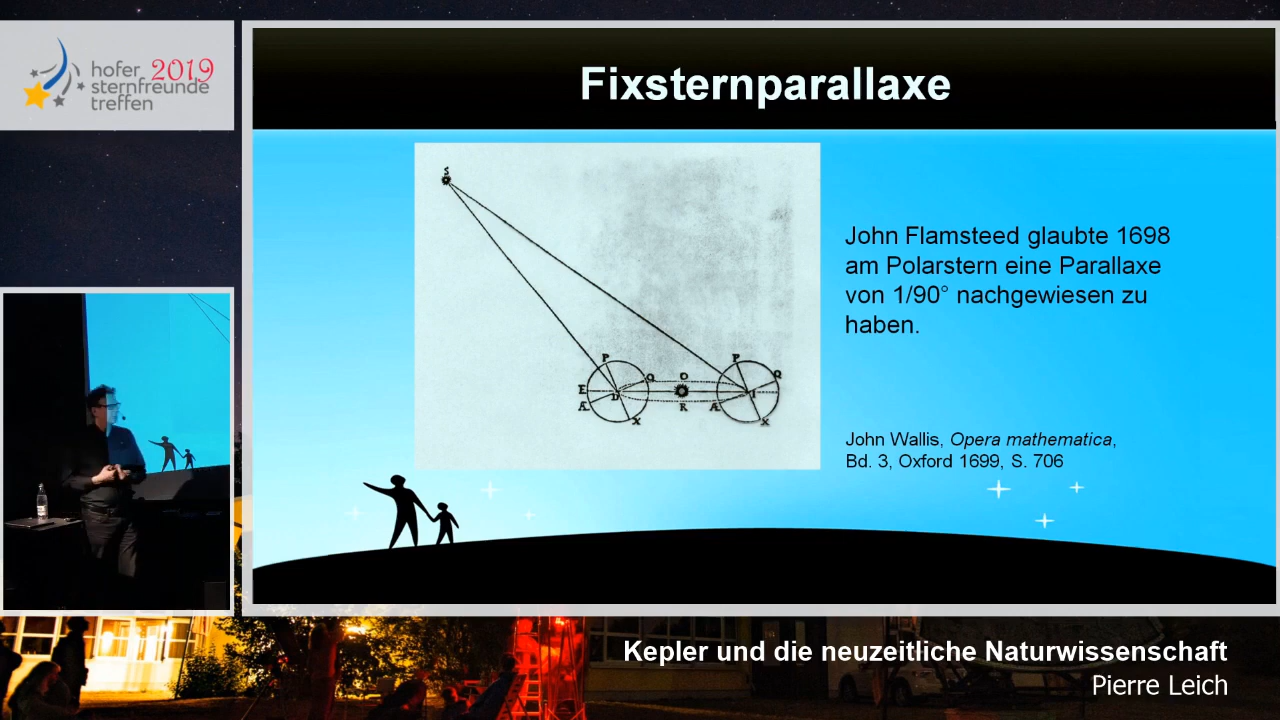 hofer 2019
sternfreunde
treffen
Fixsternparallaxe
S
P
P
E
Q
O
Q
D
I
Æ
R
Æ
X
X
John Flamsteed glaubte 1698
am Polarstern eine Parallaxe
von 1/90° nachgewiesen zu
haben.
John Wallis, Opera mathematica,
Bd. 3, Oxford 1699, S. 706
Kepler und die neuzeitliche Naturwissenschaft
Pierre Leich